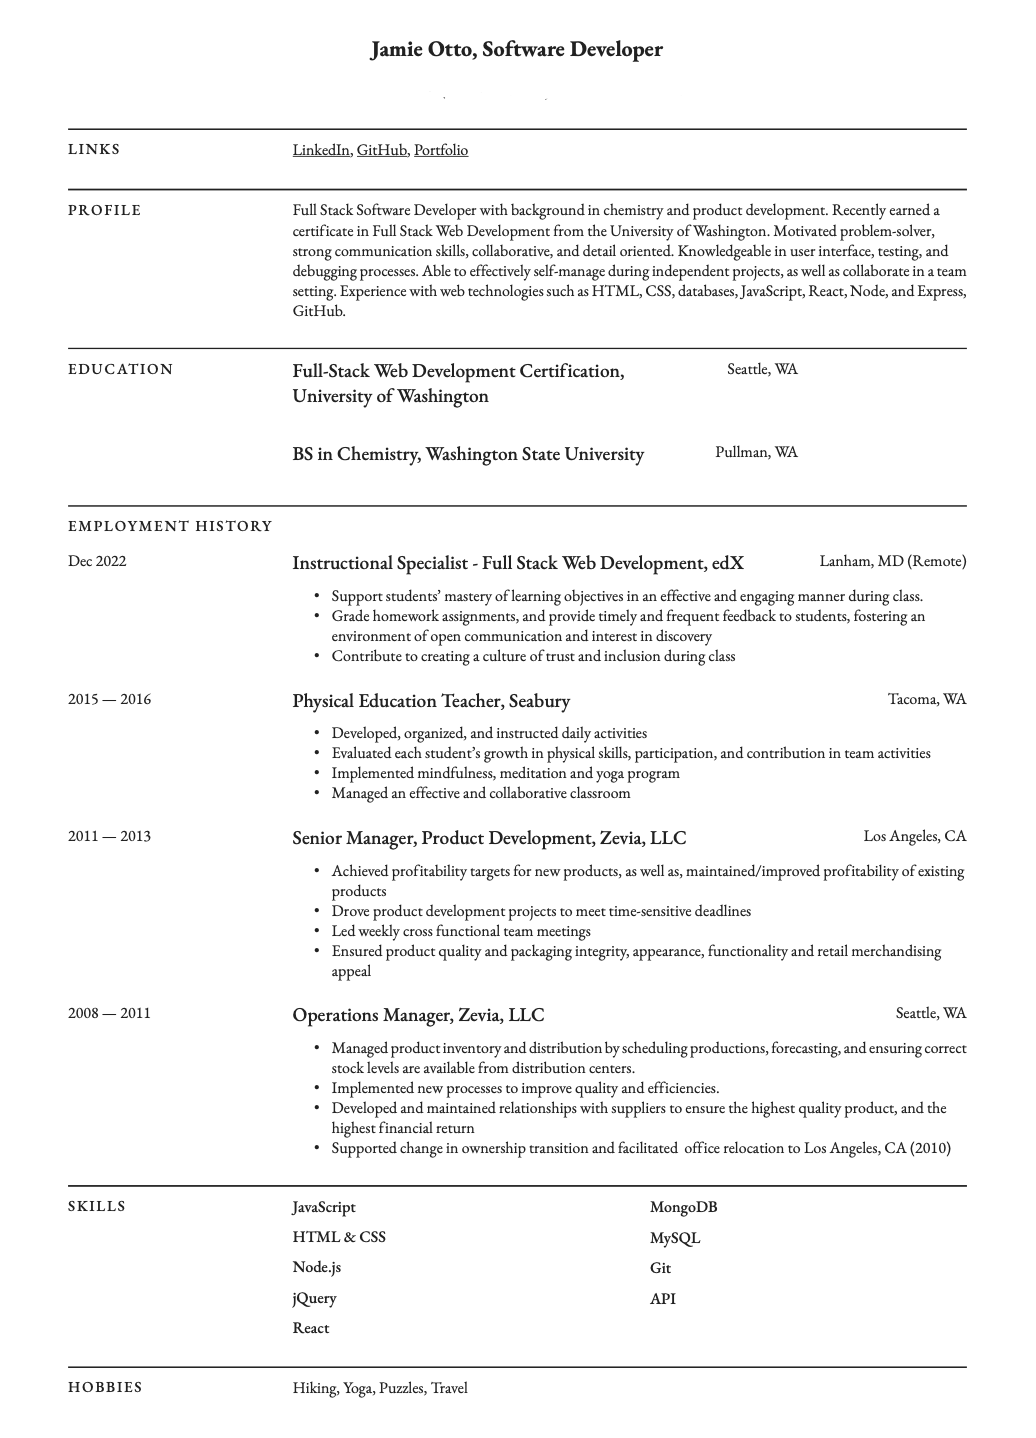 Jamie Otto, Software Developer
LINKS
LinkedIn, GitHub, Portfolio
PROFILE
Full Stack Software Developer with background in chemistry and product development. Recently earned a
certificate in Full Stack Web Development from the University of Washington. Motivated problem-solver,
strong communication skills, collaborative, and detail oriented. Knowledgeable in user interface, testing, and
debugging processes. Able to effectively self-manage during independent projects, as well as collaborate in a team
setting. Experience with web technologies such as HTML, CSS, databases, JavaScript, React, Node, and Express,
GitHub.
EDUCATION
Full-Stack Web Development Certification, Seattle, WA
University of Washington
BS in Chemistry, Washington State University Pullman, WA
EMPLOYMENT HISTORY
Dec 2022 Instructional Specialist - Full Stack Web Development, edX Lanham, MD (Remote)
• Support students’ mastery of learning objectives in an effective and engaging manner during class.
• Grade homework assignments, and provide timely and frequent feedback to students, fostering an
environment of open communication and interest in discovery
• Contribute to creating a culture of trust and inclusion during class
2015 — 2016 Physical Education Teacher, Seabury Tacoma, WA
• Developed, organized, and instructed daily activities
• Evaluated each student’s growth in physical skills, participation, and contribution in team activities
• Implemented mindfulness, meditation and yoga program
• Managed an effective and collaborative classroom
2011 — 2013 Senior Manager, Product Development, Zevia, LLC Los Angeles, CA
• Achieved profitability targets for new products, as well as, maintained/improved profitability of existing
products
• Drove product development projects to meet time-sensitive deadlines
• Led weekly cross functional team meetings
• Ensured product quality and packaging integrity, appearance, functionality and retail merchandising
appeal
2008 — 2011 Operations Manager, Zevia, LLC Seattle, WA
• Managed product inventory and distribution by scheduling productions, forecasting, and ensuring correct
stock levels are available from distribution centers.
• Implemented new processes to improve quality and efficiencies.
• Developed and maintained relationships with suppliers to ensure the highest quality product, and the
highest financial return
• Supported change in ownership transition and facilitated  office relocation to Los Angeles, CA (2010)
SKILLS
JavaScript MongoDB
HTML & CSS MySQL
Node.js Git
jQuery API
React
HOBBIES
Hiking, Yoga, Puzzles, Travel